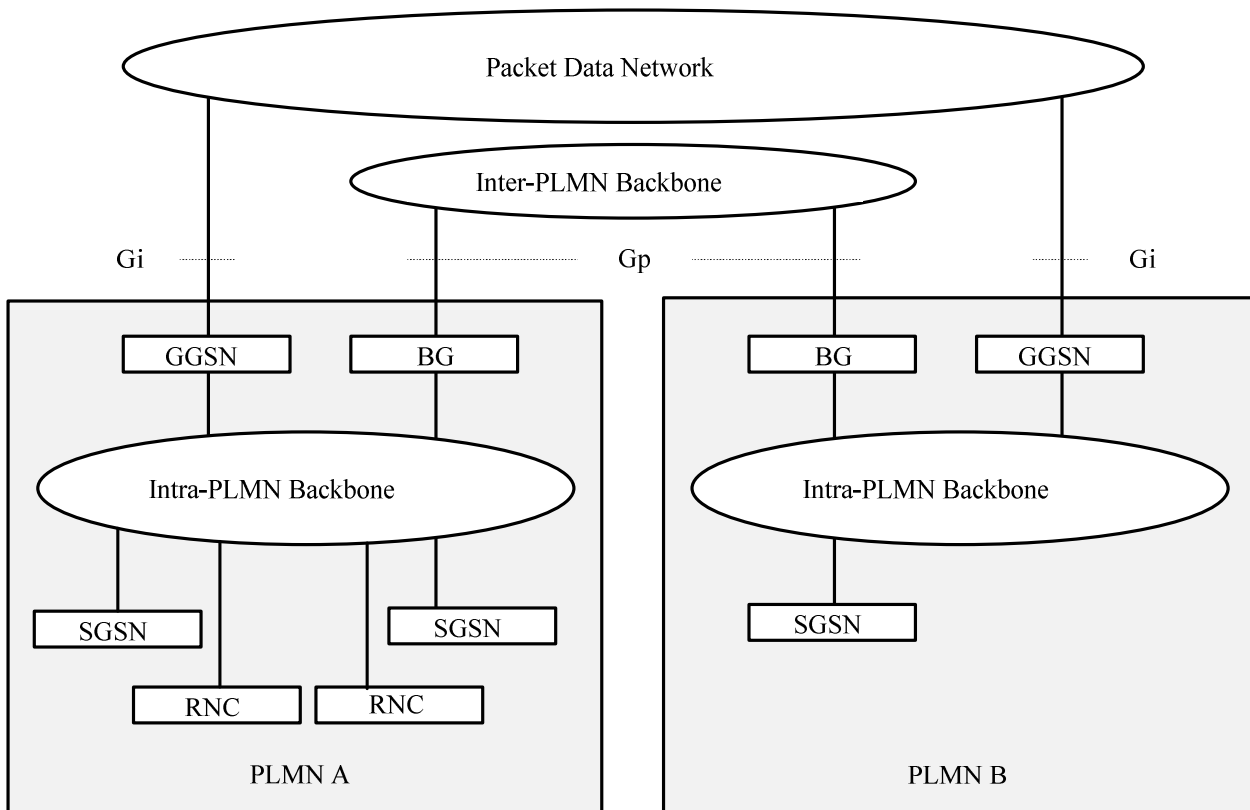 Packet Data Network
Inter-PLMN Backbone
Gi
Gp
Gi
GGSN
BG
BG
GGSN
Intra-PLMN Backbone
Intra-PLMN Backbone
SGSN
SGSN
SGSN
RNC
RNC
PLMN A
PLMN B